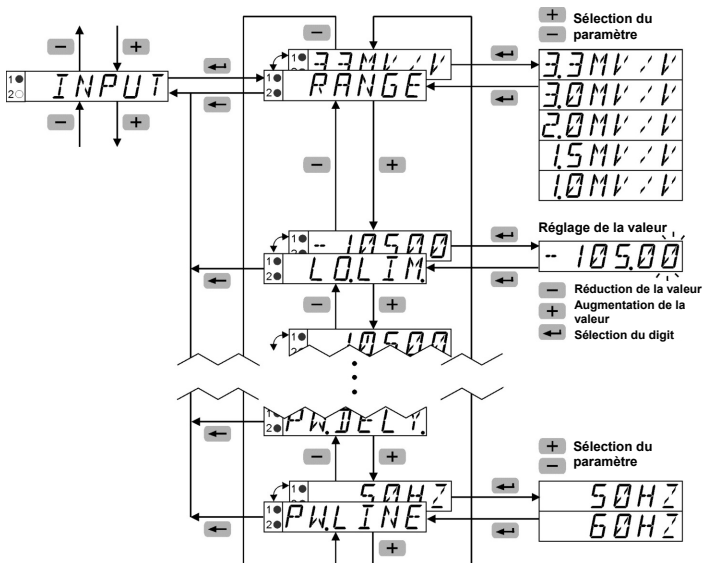 + Sélection du
− paramètre
3.3MV/V
RANGE
INPUT
3.3MV/V
3.0MV/V
2.0MV/V
1.5MV/V
1.0MV/V
Réglage de la valeur
-105.00
LO.LIM.
-105.00
− Réduction de la valeur
+ Augmentation de la
valeur
Sélection du digit
105.00
PW.DELY.
+ Sélection du
− paramètre
50HZ
PW.LINE
50HZ
60HZ